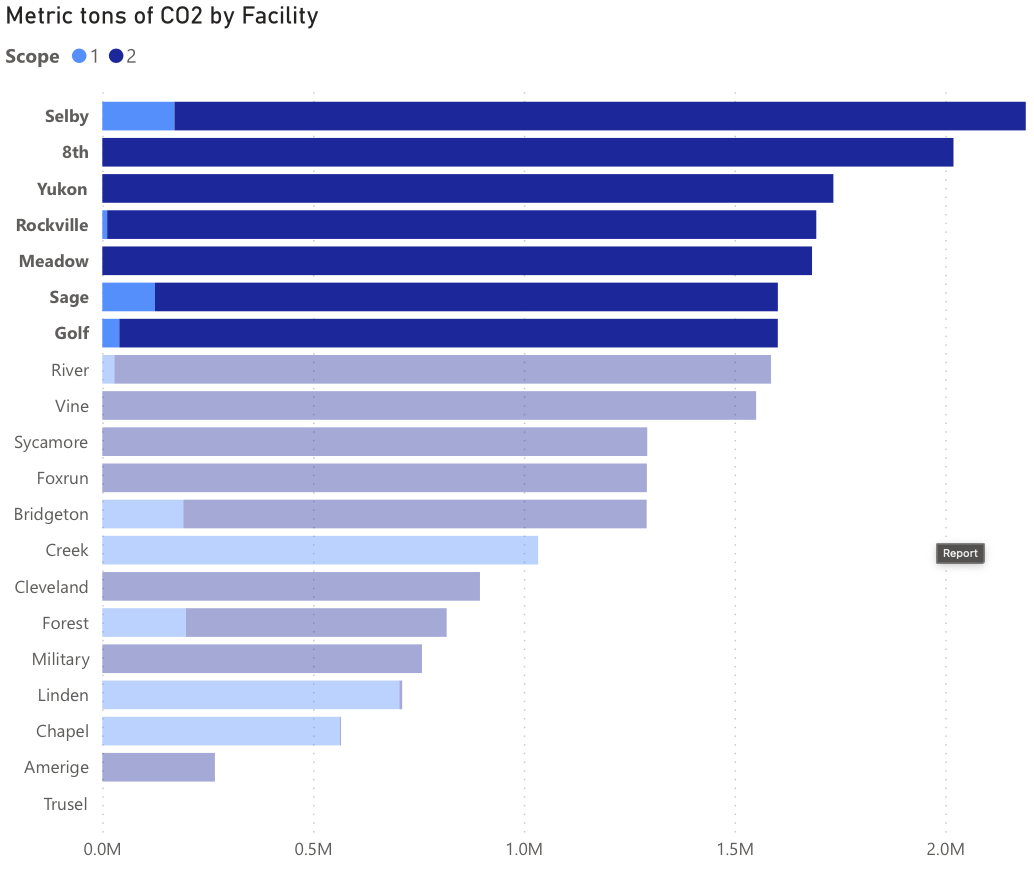 Metric tons of CO2 by Facility
Scope 1 2
Selby
8th
Yukon
Rockville
Meadow
Sage
Golf
River
Vine
Sycamore
Foxrun
Bridgeton
Creek
Report
Cleveland
Forest
Military
Linden
Chapel
Amerige
Trusel
0.0M 0.5M 1.0M 1.5M 2.0M